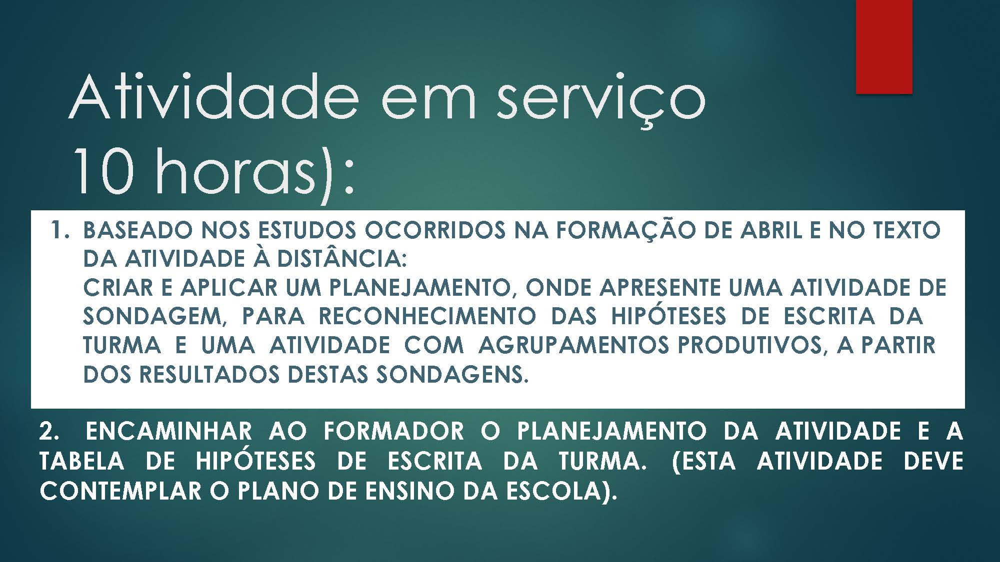 Atividade em serviço
10 horas):
1. BASEADO NOS ESTUDOS OCORRIDOS NA FORMAÇÃO DE ABRIL E NO TEXTO
DA ATIVIDADE À DISTÂNCIA:
CRIAR E APLICAR UM PLANEJAMENTO, ONDE APRESENTE UMA ATIVIDADE DE
SONDAGEM, PARA RECONHECIMENTO DAS HIPÓTESES DE ESCRITA DA
TURMA E UMA ATIVIDADE COM AGRUPAMENTOS PRODUTIVOS, A PARTIR
DOS RESULTADOS DESTAS SONDAGENS.
2. ENCAMINHAR AO FORMADOR O PLANEJAMENTO DA ATIVIDADE E A
TABELA DE HIPÓTESES DE ESCRITA DA TURMA. (ESTA ATIVIDADE DEVE
CONTEMPLAR O PLANO DE ENSINO DA ESCOLA).